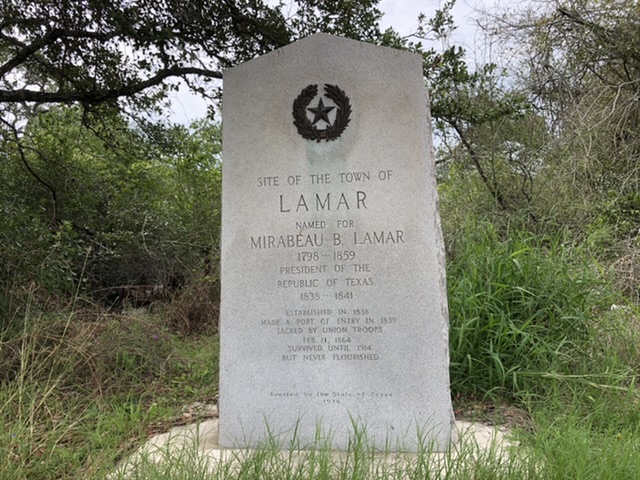 SITE OF THE TOWN OF
LAMAR
NAMED FOR
MIRABEAU B. LAMAR
1798 - 1859
PRESIDENT OF THE
REPUBLIC OF TEXAS
1838 - 1841
ESTABLISHED IN 1838
MADE A PORT OF ENTRY IN 1839
SACKED BY UNION TROOPS
FEB. 11, 1864
SURVIVED UNTIL 1914
BUT NEVER FLOURISHED
Erected by the State of Texas
1936